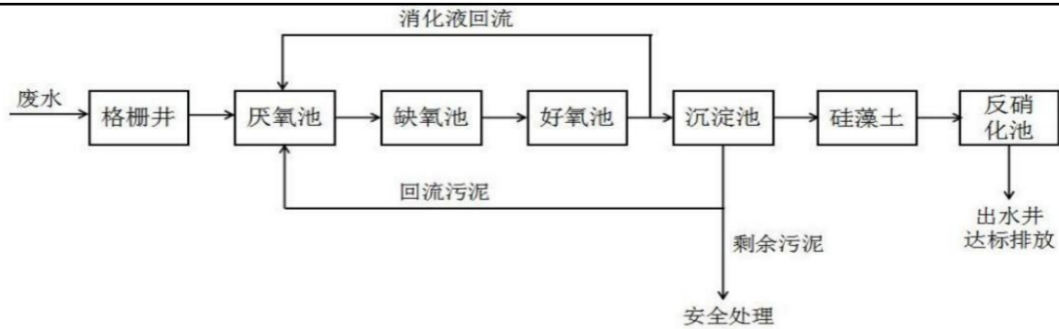 消化液回流
废水
格栅井
厌氧池
缺氧池
好氧池
沉淀池
硅藻土
反硝
化池
回流污泥
剩余污泥
出水井
达标排放
安全处理